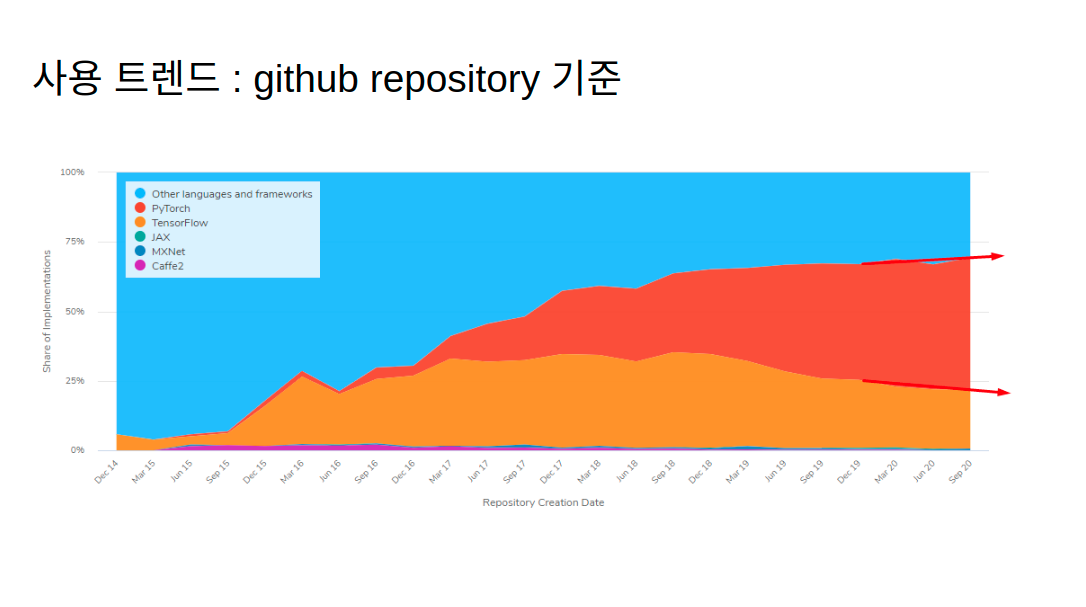 사용 트렌드 : github repository 기준
100%
Other languages and frameworks
PyTorch
TensorFlow
JAX
MXNet
Caffe2
75%
50%
25%
0%
Share of Implementations
Dec 14
Mar 15
Jun 15
Sep 15
Dec 15
Mar 16
Jun 16
Sep 16
Dec 16
Mar 17
Jun 17
Sep 17
Dec 17
Mar 18
Jun 18
Sep 18
Dec 18
Mar 19
Jun 19
Sep 19
Dec 19
Mar 20
Jun 20
Sep 20
Repository Creation Date